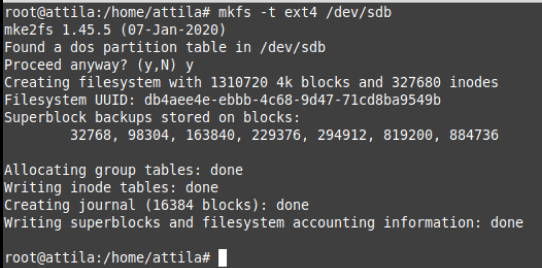 root@attila:/home/attila# mkfs -t ext4 /dev/sdb
mke2fs 1.45.5 (07-Jan-2020)
Found a dos partition table in /dev/sdb
Proceed anyway? (y,N) y
Creating filesystem with 1310720 4k blocks and 327680 inodes
Filesystem UUID: db4aee4e-ebbb-4c68-9d47-71cd8ba9549b
Superblock backups stored on blocks:
        32768, 98304, 163840, 229376, 294912, 819200, 884736

Allocating group tables: done
Writing inode tables: done
Creating journal (16384 blocks): done
Writing superblocks and filesystem accounting information: done

root@attila:/home/attila#